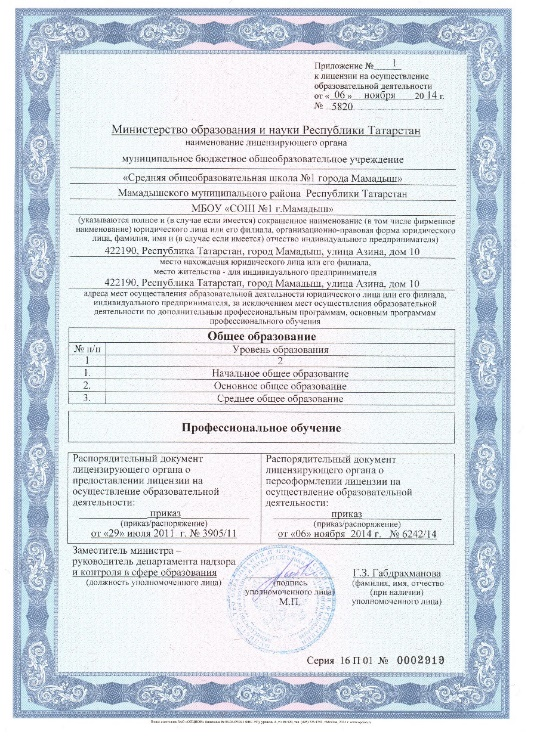 Приложение № 1
к лицензии на осуществление
образовательной деятельности
от « 06 » ноября 2014 г.
№ 5820
Министерство образования и науки Республики Татарстан
наименование лицензирующего органа
муниципальное бюджетное общеобразовательное учреждение
«Средняя общеобразовательная школа №1 города Мамадыш»
Мамадышского муниципального района Республики Татарстан
МБОУ «СОШ №1 г.Мамадыш»
(указываются полное и (в случае если имеется) сокращенное наименование (в том числе фирменное
наименование) юридического лица или его филиала, организационно-правовая форма юридического
лица, фамилия, имя и (в случае если имеется) отчество индивидуального предпринимателя)
422190, Республика Татарстан, город Мамадыш, улица Азина, дом 10
место нахождения юридического лица или его филиала,
место жительства - для индивидуального предпринимателя
422190, Республика Татарстан, город Мамадыш, улица Азина, дом 10
адреса мест осуществления образовательной деятельности юридического лица или его филиала,
индивидуального предпринимателя, за исключением мест осуществления образовательной
деятельности по дополнительным профессиональным программам, основным программам
профессионального обучения
Общее образование
№ п/п Уровень образования
1 2
1. Начальное общее образование
2. Основное общее образование
3. Среднее общее образование
Профессиональное обучение
Распорядительный документ
лицензирующего органа о
предоставлении лицензии на
осуществление образовательной
деятельности:
приказ
(приказ/распоряжение)
от «29» июля 2011 г. № 3905/11
Распорядительный документ
лицензирующего органа о
переоформлении лицензии на
осуществление образовательной
деятельности:
приказ
(приказ/распоряжение)
от «06» ноября 2014 г. № 6242/14
Заместитель министра –
руководитель департамента надзора
и контроля в сфере образования
(должность уполномоченного лица)
(подпись
уполномоченного лица)
М.П.
Г.З. Габдрахманова
(фамилия, имя, отчество
(при наличии)
уполномоченного лица)
Серия 16 П 01 № 0002919